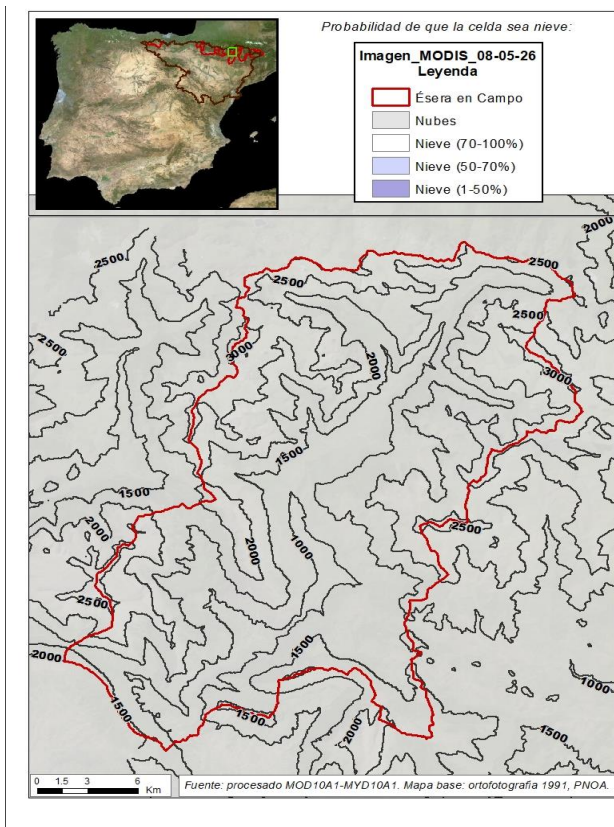 Probabilidad de que la celda sea nieve:
Imagen_MODIS_08-05-26
Leyenda
Ésera en Campo
Nubes
Nieve (70-100%)
Nieve (50-70%)
Nieve (1-50%)
2000
2500
2500
2500
2500
2500
2500
3000
2000
3000
1500
1500
2500
2000
2000
1000
2500
1500
2000
1000
1500
1500
2000
1500
0 1.5 3 6
Km
Fuente: procesado MOD10A1-MYD10A1. Mapa base: ortofotografia 1991, PNOA.